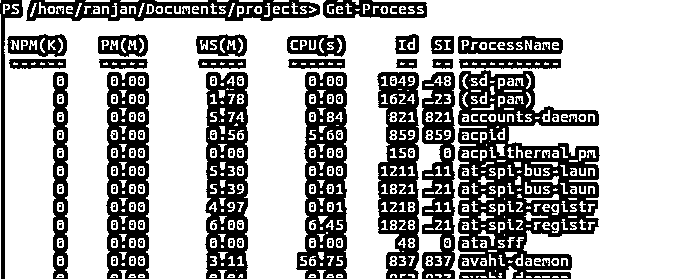 PS /home/ranjan/Documents/projects> Get-Process
NPM(K) PM(M) WS(M) CPU(s) Id SI ProcessName
------ ----- ----- ------ -- -- -----------
0 0.00 0.40 0.00 1049 …48 (sd-pam)
0 0.00 1.78 0.00 1624 …23 (sd-pam)
0 0.00 5.74 0.84 821 821 accounts-daemon
0 0.00 0.56 5.60 859 859 acpid
0 0.00 0.00 0.00 150 0 acpi_thermal_pm
0 0.00 5.30 0.00 1211 …11 at-spi-bus-laun
0 0.00 5.39 0.01 1821 …21 at-spi-bus-laun
0 0.00 4.97 0.01 1218 …11 at-spi2-registr
0 0.00 6.00 6.45 1828 …21 at-spi2-registr
0 0.00 0.00 0.00 48 0 ata_sff
0 0.00 3.11 56.75 837 837 avahi-daemon